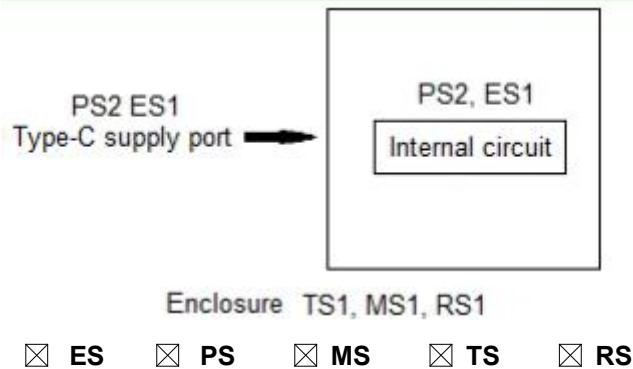 PS2 ES1
Type-C supply port
PS2, ES1
Internal circuit
Enclosure TS1, MS1, RS1
☒ ES ☒ PS ☒ MS ☒ TS ☒ RS